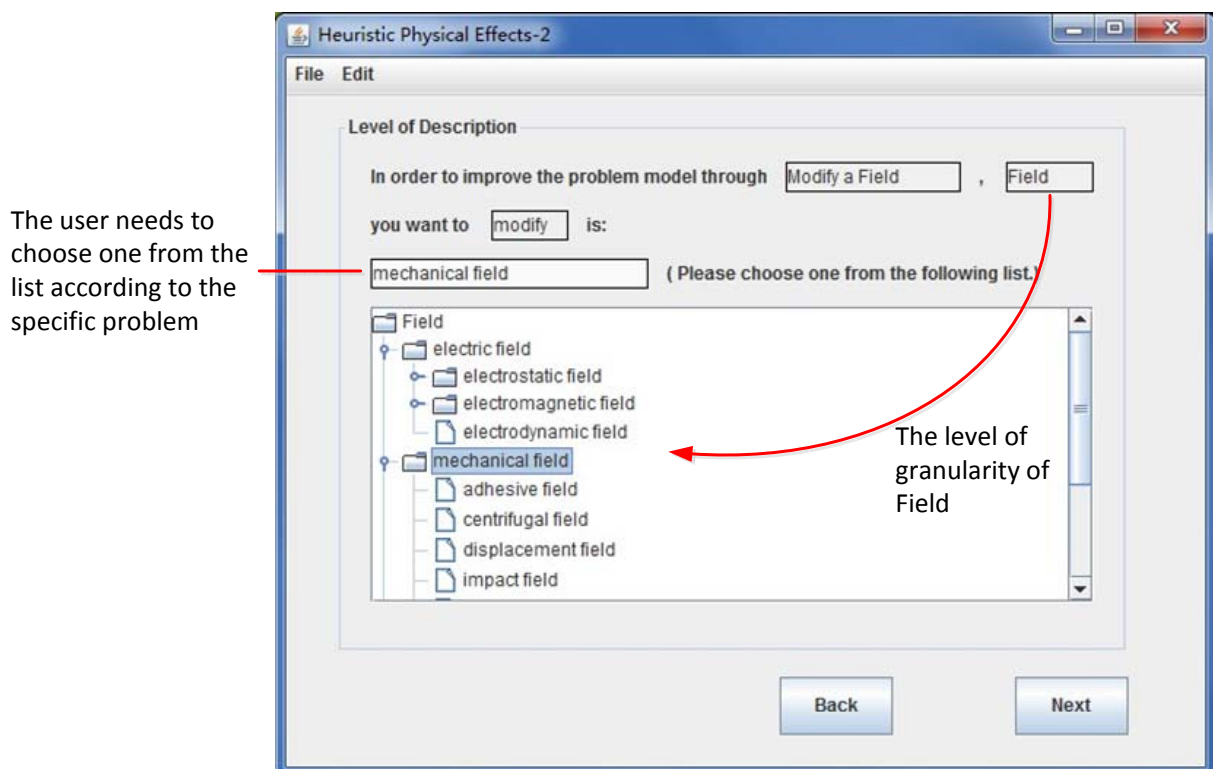 Heuristic Physical Effects-2
File Edit
Level of Description
In order to improve the problem model through Modify a Field , Field
you want to modify is:
mechanical field ( Please choose one from the following list.)
The user needs to
choose one from the
list according to the
specific problem
Field
electric field
electrostatic field
electromagnetic field
electrodynamic field
mechanical field
adhesive field
centrifugal field
displacement field
impact field
The level of
granularity of
Field
Back Next